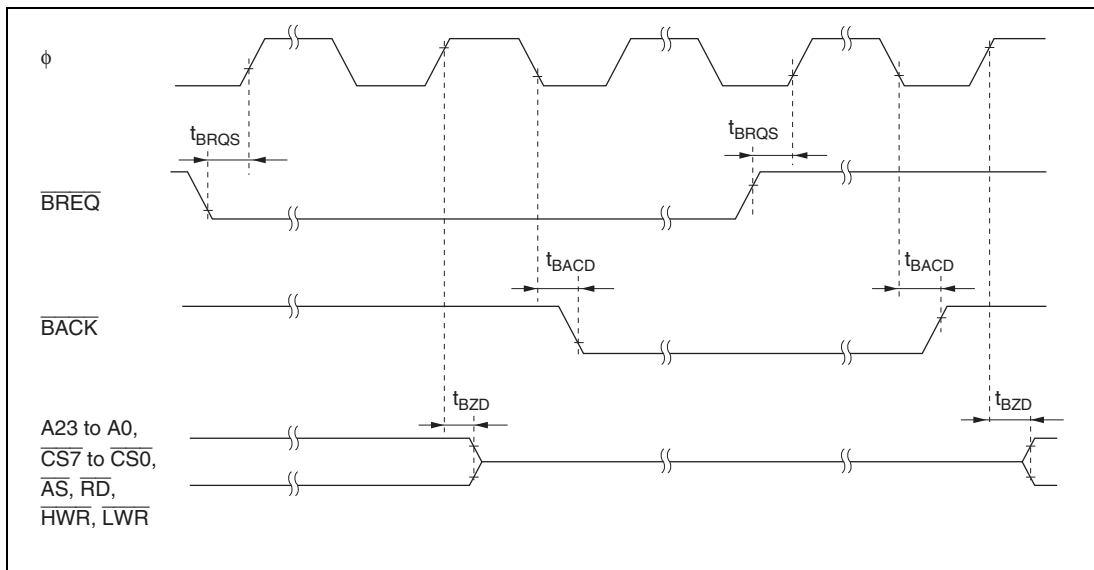 ϕ
tBRQS
tBRQS
BREQ
tBACD
tBACD
BACK
tBZD
tBZD
A23 to A0,
CS7 to CS0,
AS, RD,
HWR, LWR